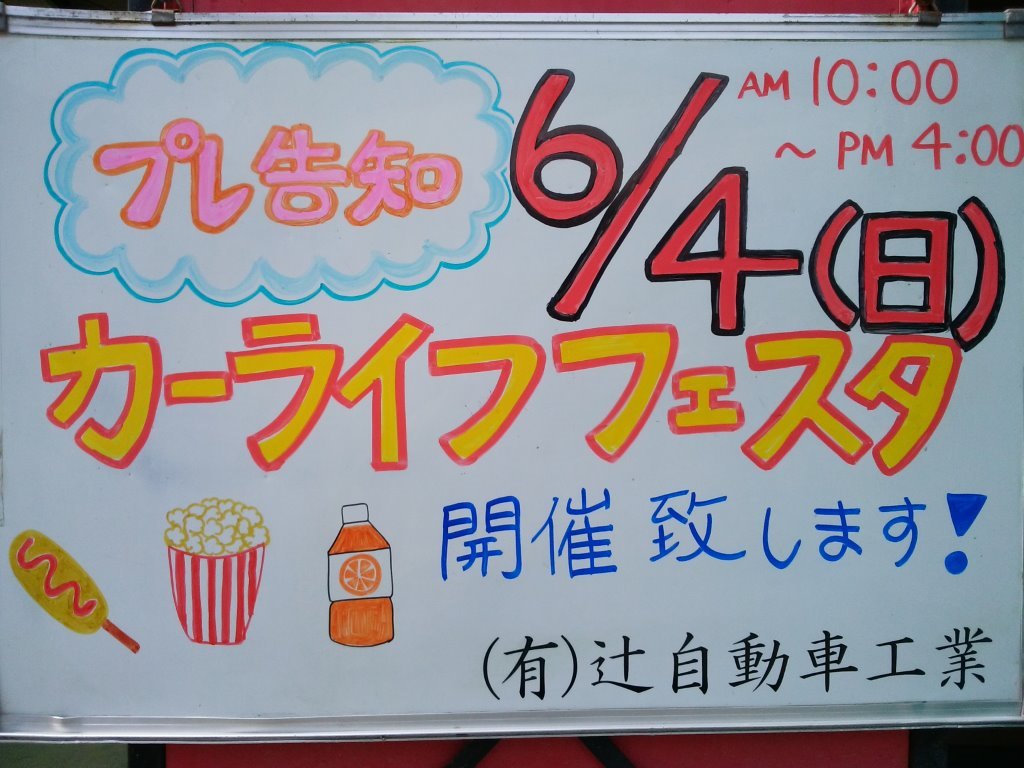 プレ告知
6/4(日)
AM 10:00
～ PM 4:00
カーライフフェスタ
開催致します!
(有)辻自動車工業